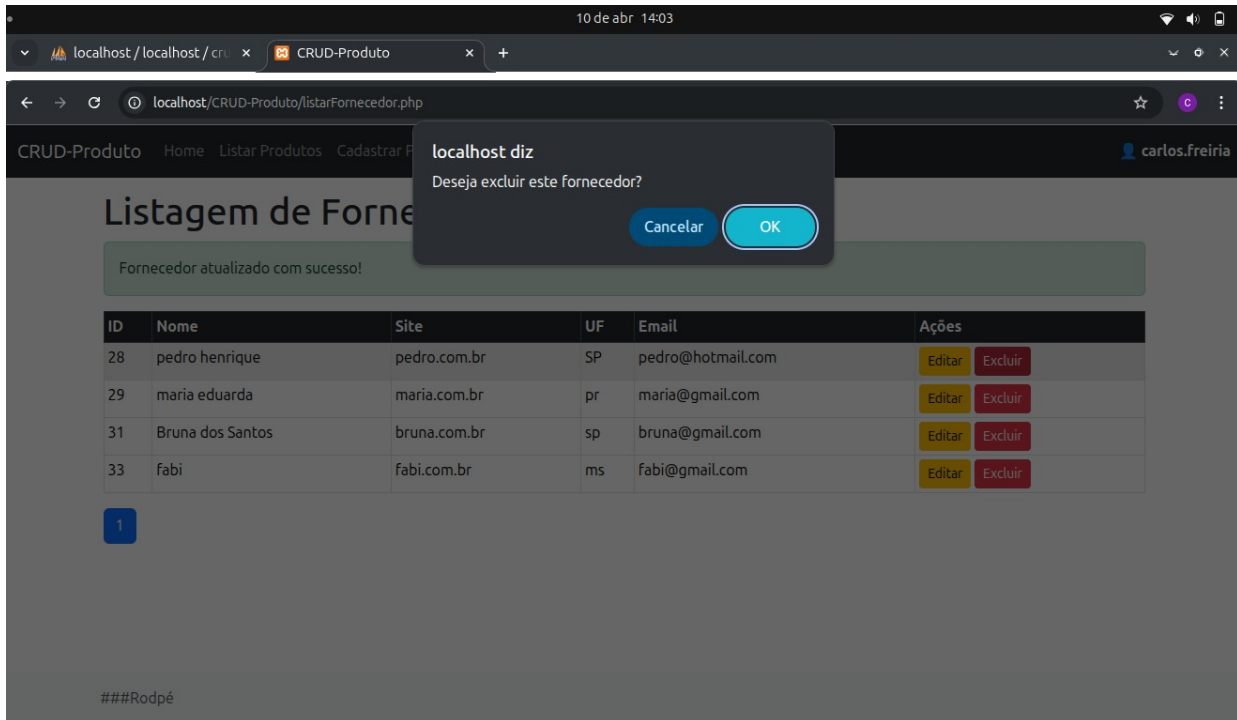 10 de abr 14:03
localhost / localhost / cru
CRUD-Produto
localhost/CRUD-Produto/listarFornecedor.php
C
CRUD-Produto Home Listar Produtos Cadastrar P
carlos.freiria
localhost diz
Deseja excluir este fornecedor?
Cancelar OK
Listagem de Forne
Fornecedor atualizado com sucesso!
ID Nome Site UF Email Ações
28 pedro henrique pedro.com.br SP pedro@hotmail.com Editar Excluir
29 maria eduarda maria.com.br pr maria@gmail.com Editar Excluir
31 Bruna dos Santos bruna.com.br sp bruna@gmail.com Editar Excluir
33 fabi fabi.com.br ms fabi@gmail.com Editar Excluir
1
###Rodpé